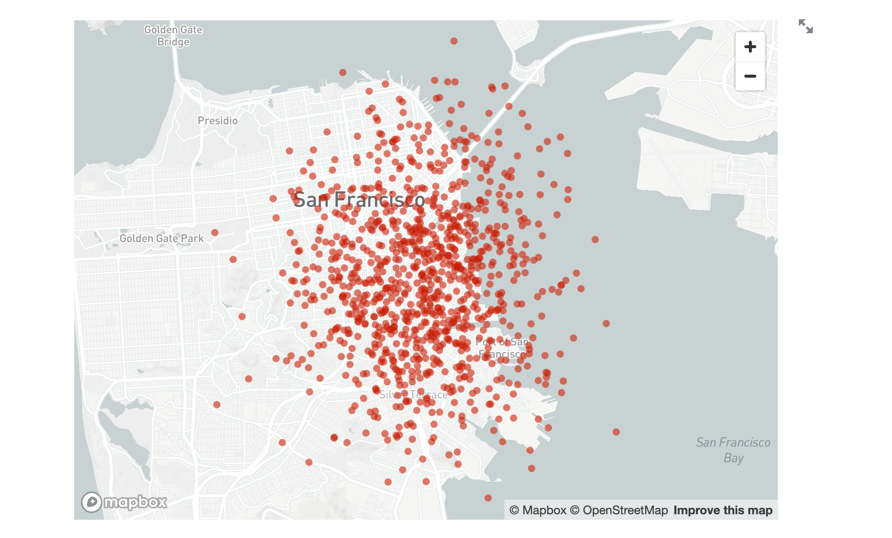 Golden Gate
Bridge
Presidio
San Francisco
Golden Gate Park
Port of San
Francisco
Silver Terrace
San Francisco
Bay
mapbox
© Mapbox © OpenStreetMap Improve this map
+
−